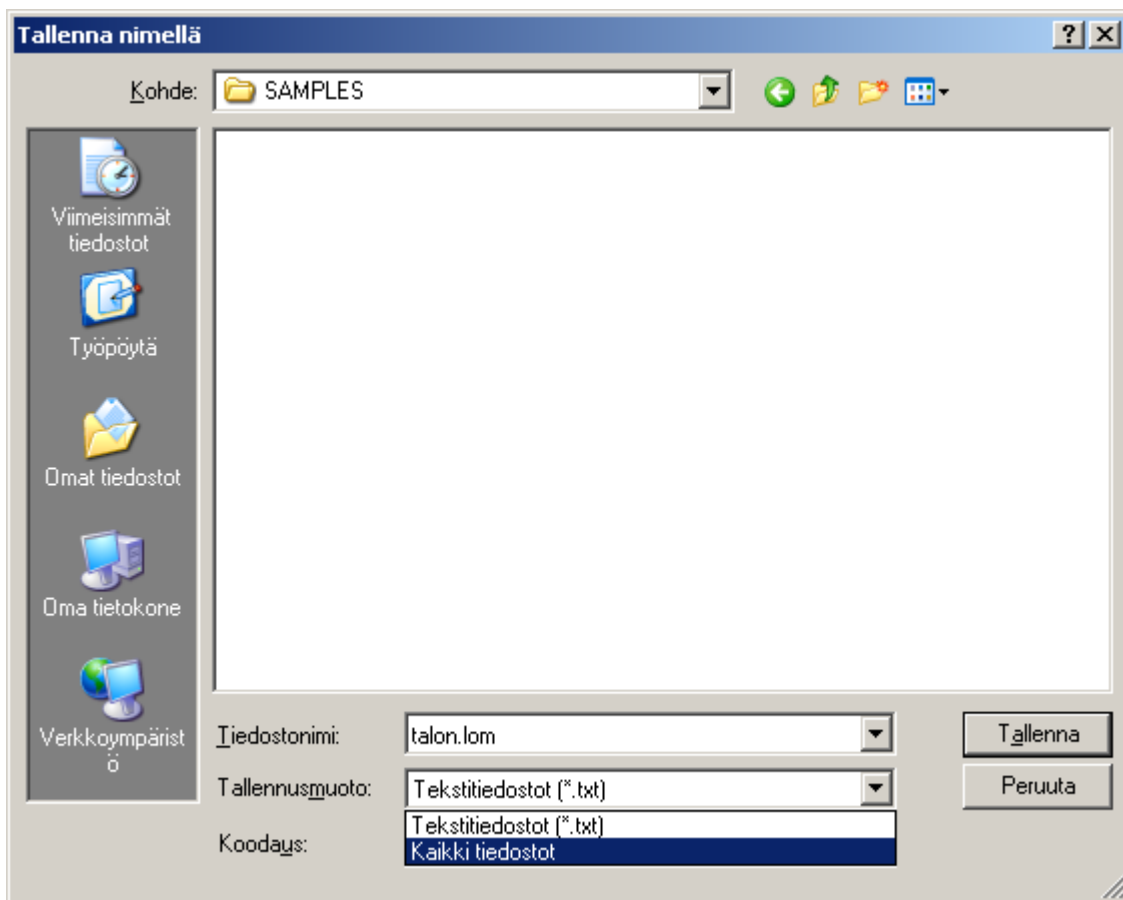 Tallenna nimellä
Kohde:
SAMPLES
Viimeisimmät
tiedostot
Työpöytä
Omat tiedostot
Oma tietokone
Verkkoympärist
ö
Tiedostonimi:
talon.lom
Tallenna
Tallennusmuoto:
Tekstitiedostot (*.txt)
Peruuta
Tekstitiedostot (*.txt)
Koodaus:
Kaikki tiedostot